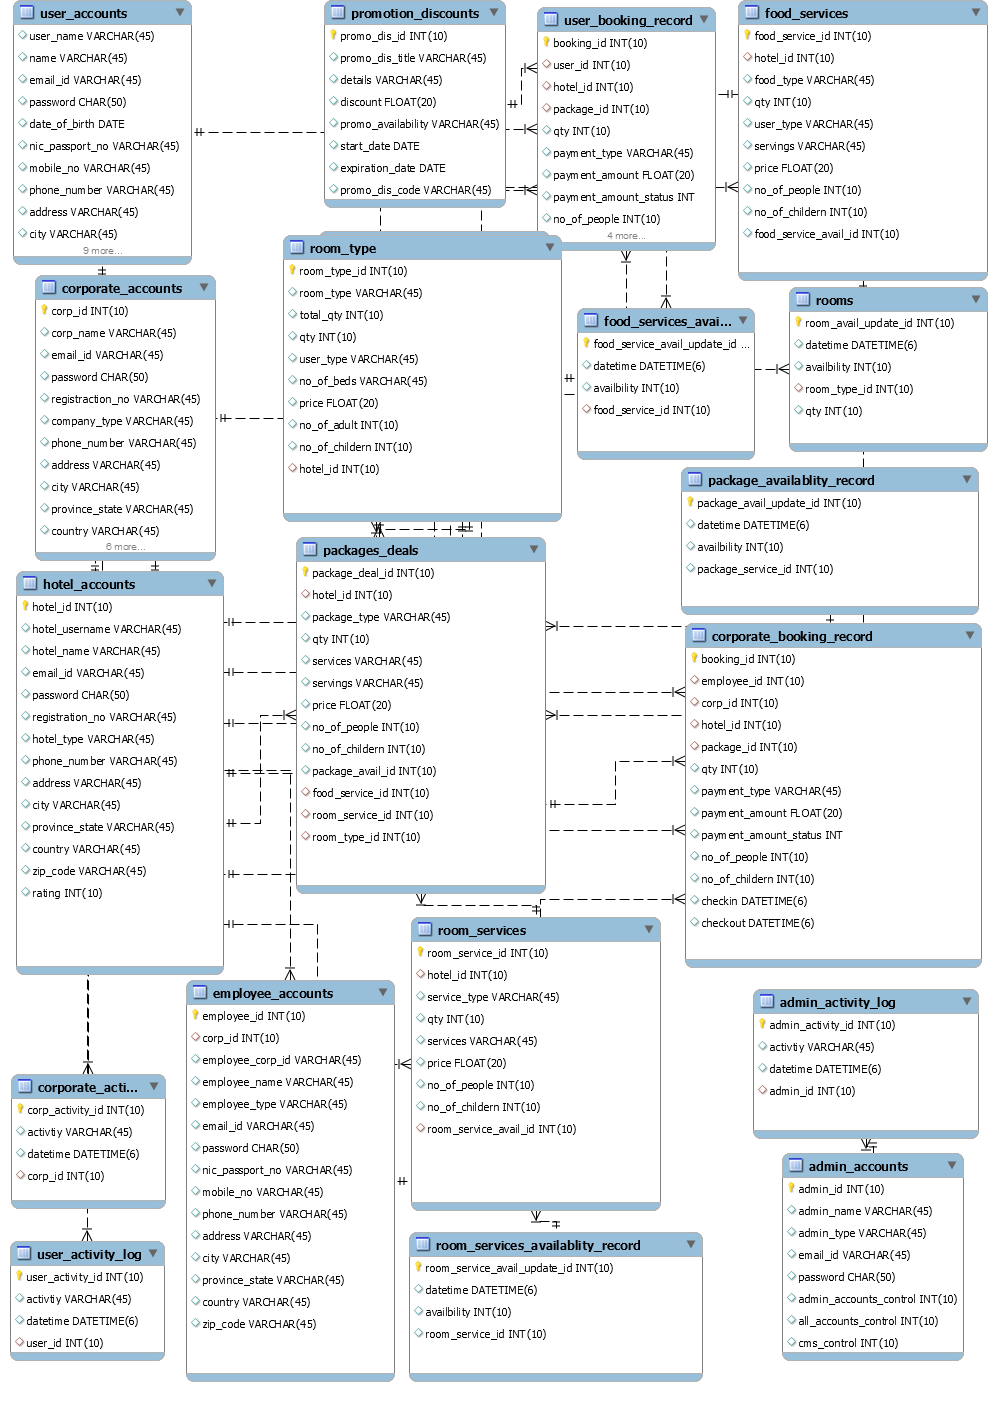 user_accounts
user_name VARCHAR(45)
name VARCHAR(45)
email_id VARCHAR(45)
password CHAR(50)
date_of_birth DATE
nic_passport_no VARCHAR(45)
mobile_no VARCHAR(45)
phone_number VARCHAR(45)
address VARCHAR(45)
city VARCHAR(45)
9 more...
promotion_discounts
promo_dis_id INT(10)
promo_dis_title VARCHAR(45)
details VARCHAR(45)
discount FLOAT(20)
promo_availability VARCHAR(45)
start_date DATE
expiration_date DATE
promo_dis_code VARCHAR(45)
user_booking_record
booking_id INT(10)
user_id INT(10)
hotel_id INT(10)
package_id INT(10)
qty INT(10)
payment_type VARCHAR(45)
payment_amount FLOAT(20)
payment_amount_status INT
no_of_people INT(10)
4 more...
food_services
food_service_id INT(10)
hotel_id INT(10)
food_type VARCHAR(45)
qty INT(10)
user_type VARCHAR(45)
servings VARCHAR(45)
price FLOAT(20)
no_of_people INT(10)
no_of_childern INT(10)
food_service_avail_id INT(10)
corporate_accounts
corp_id INT(10)
corp_name VARCHAR(45)
email_id VARCHAR(45)
password CHAR(50)
registraction_no VARCHAR(45)
company_type VARCHAR(45)
phone_number VARCHAR(45)
address VARCHAR(45)
city VARCHAR(45)
province_state VARCHAR(45)
country VARCHAR(45)
6 more...
room_type
room_type_id INT(10)
room_type VARCHAR(45)
total_qty INT(10)
qty INT(10)
user_type VARCHAR(45)
no_of_beds VARCHAR(45)
price FLOAT(20)
no_of_adult INT(10)
no_of_childern INT(10)
hotel_id INT(10)
food_services_avai...
food_service_avail_update_id ...
datetime DATETIME(6)
availbility INT(10)
food_service_id INT(10)
rooms
room_avail_update_id INT(10)
datetime DATETIME(6)
availbility INT(10)
room_type_id INT(10)
qty INT(10)
package_availablity_record
package_avail_update_id INT(10)
datetime DATETIME(6)
availbility INT(10)
package_service_id INT(10)
hotel_accounts
hotel_id INT(10)
hotel_username VARCHAR(45)
hotel_name VARCHAR(45)
email_id VARCHAR(45)
password CHAR(50)
registration_no VARCHAR(45)
hotel_type VARCHAR(45)
phone_number VARCHAR(45)
address VARCHAR(45)
city VARCHAR(45)
province_state VARCHAR(45)
country VARCHAR(45)
zip_code VARCHAR(45)
rating INT(10)
packages_deals
package_deal_id INT(10)
hotel_id INT(10)
package_type VARCHAR(45)
qty INT(10)
services VARCHAR(45)
servings VARCHAR(45)
price FLOAT(20)
no_of_people INT(10)
no_of_childern INT(10)
package_avail_id INT(10)
food_service_id INT(10)
room_service_id INT(10)
room_type_id INT(10)
corporate_booking_record
booking_id INT(10)
employee_id INT(10)
corp_id INT(10)
hotel_id INT(10)
package_id INT(10)
qty INT(10)
payment_type VARCHAR(45)
payment_amount FLOAT(20)
payment_amount_status INT
no_of_people INT(10)
no_of_childern INT(10)
checkin DATETIME(6)
checkout DATETIME(6)
employee_accounts
employee_id INT(10)
corp_id INT(10)
employee_corp_id VARCHAR(45)
employee_name VARCHAR(45)
employee_type VARCHAR(45)
email_id VARCHAR(45)
password CHAR(50)
nic_passport_no VARCHAR(45)
mobile_no VARCHAR(45)
phone_number VARCHAR(45)
address VARCHAR(45)
city VARCHAR(45)
province_state VARCHAR(45)
country VARCHAR(45)
zip_code VARCHAR(45)
room_services
room_service_id INT(10)
hotel_id INT(10)
service_type VARCHAR(45)
qty INT(10)
services VARCHAR(45)
price FLOAT(20)
no_of_people INT(10)
no_of_childern INT(10)
room_service_avail_id INT(10)
admin_activity_log
admin_activity_id INT(10)
activtiy VARCHAR(45)
datetime DATETIME(6)
admin_id INT(10)
corporate_acti...
corp_activity_id INT(10)
activtiy VARCHAR(45)
datetime DATETIME(6)
corp_id INT(10)
admin_accounts
admin_id INT(10)
admin_name VARCHAR(45)
admin_type VARCHAR(45)
email_id VARCHAR(45)
password CHAR(50)
admin_accounts_control INT(10)
all_accounts_control INT(10)
cms_control INT(10)
user_activity_log
user_activity_id INT(10)
activtiy VARCHAR(45)
datetime DATETIME(6)
user_id INT(10)
room_services_availablity_record
room_service_avail_update_id INT(10)
datetime DATETIME(6)
availbility INT(10)
room_service_id INT(10)